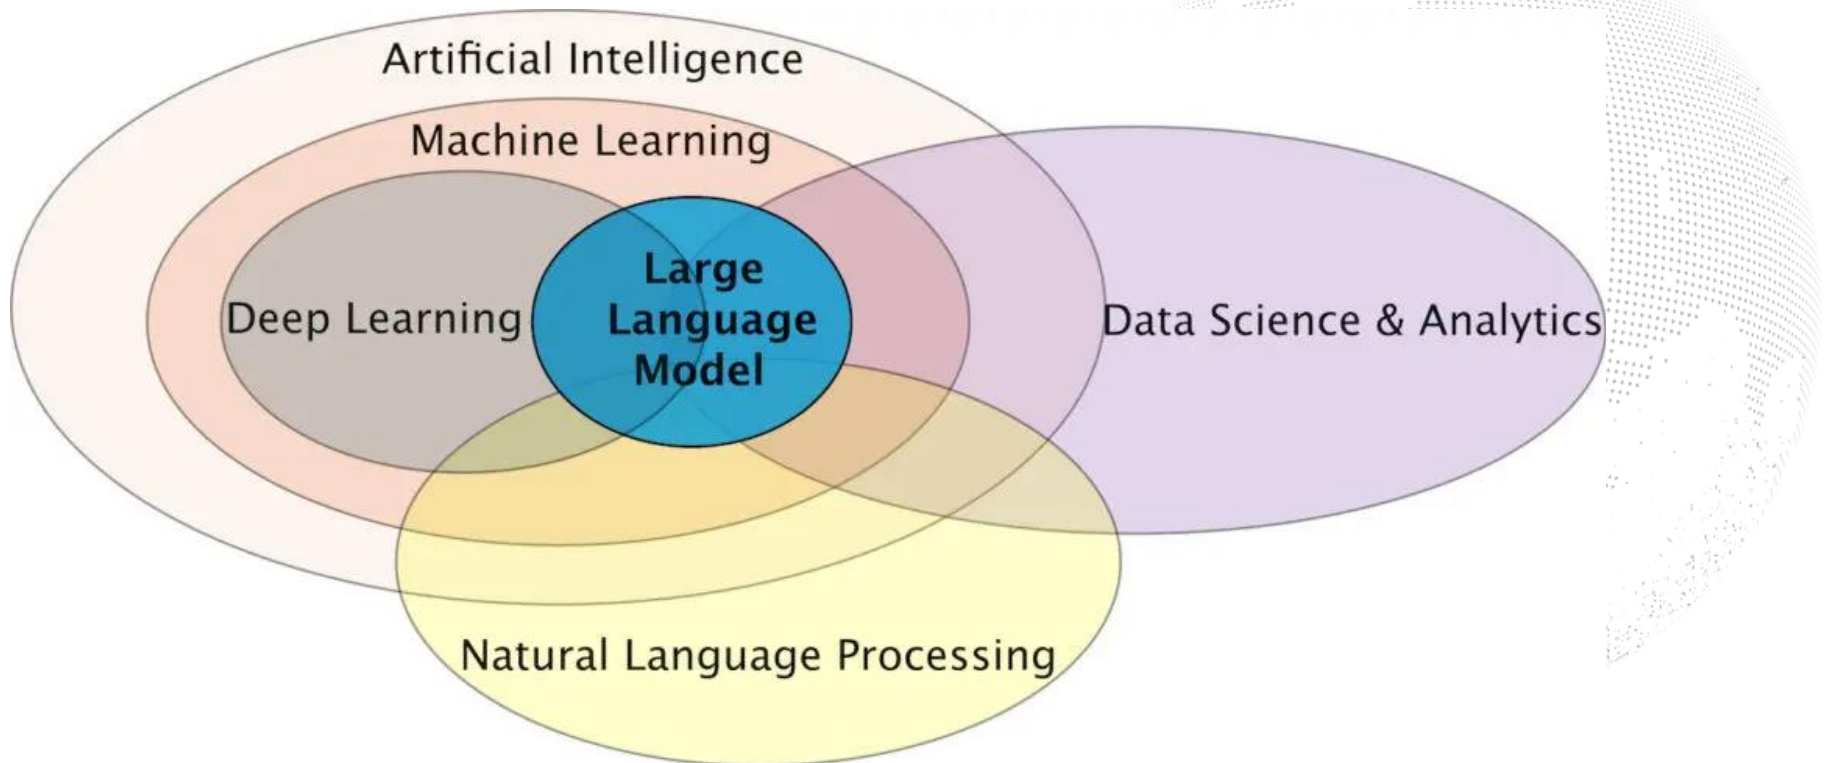 Artificial Intelligence
Machine Learning
Large
Language
Model
Deep Learning
Data Science & Analytics
Natural Language Processing